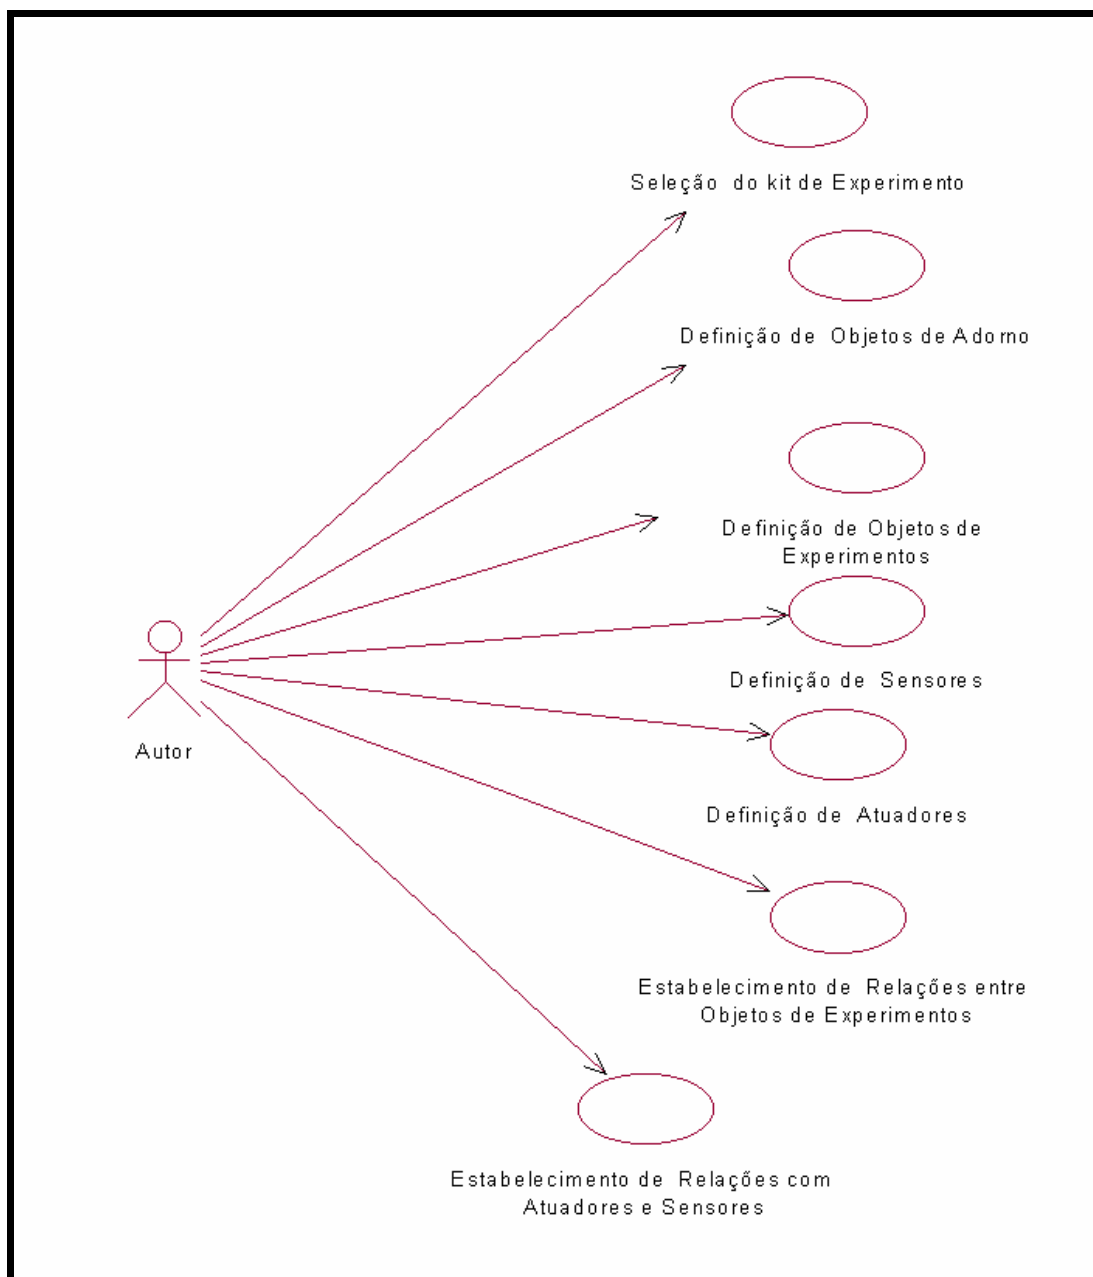 Seleção do kit de Experimento
Definição de Objetos de Adorno
Definição de Objetos de
Experimentos
Definição de Sensores
Autor
Definição de Atuadores
Estabelecimento de Relações entre
Objetos de Experimentos
Estabelecimento de Relações com
Atuadores e Sensores